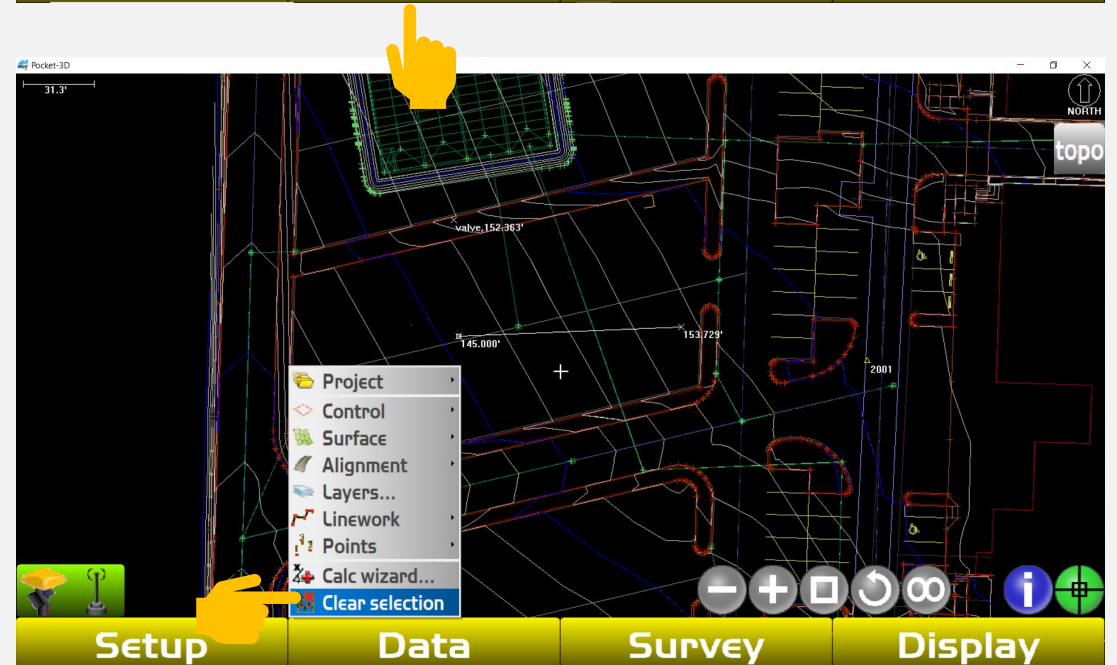 Pocket-3D
31.3'
NORTH
topo
valve,152.363'
153.729'
145.000'
2001
Project
Control
Surface
Alignment
Layers...
Linework
Points
Calc wizard...
Clear selection
Setup
Data
Survey
Display